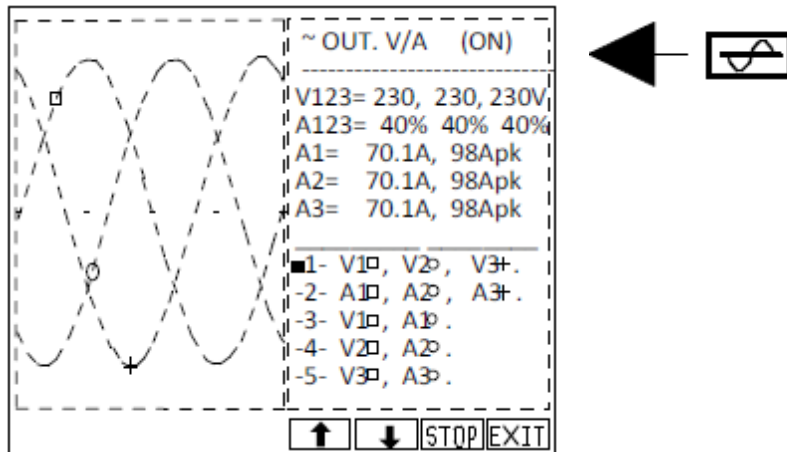 ~ OUT. V/A (ON)
V123= 230, 230, 230V
A123= 40% 40% 40%
A1= 70.1A, 98Apk
A2= 70.1A, 98Apk
A3= 70.1A, 98Apk
■1- V1□, V2○, V3+.
-2- A1□, A2○, A3+.
-3- V1□, A1○.
-4- V2□, A2○.
-5- V3□, A3○.
↑ ↓ STOP EXIT